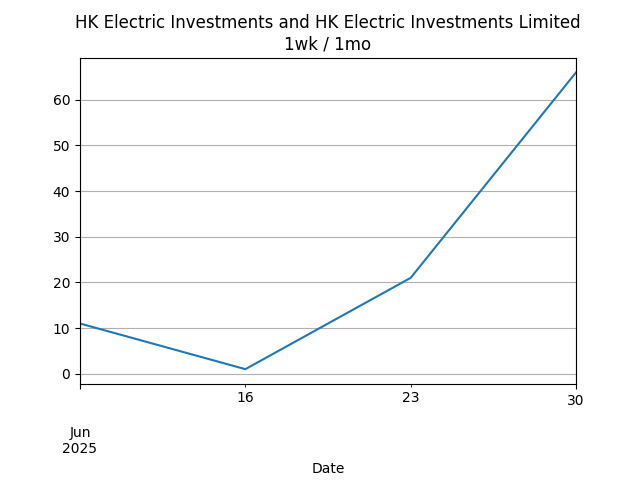 HK Electric Investments and HK Electric Investments Limited
1wk / 1mo
60
50
40
30
20
10
0
16
23
30
Jun
2025
Date